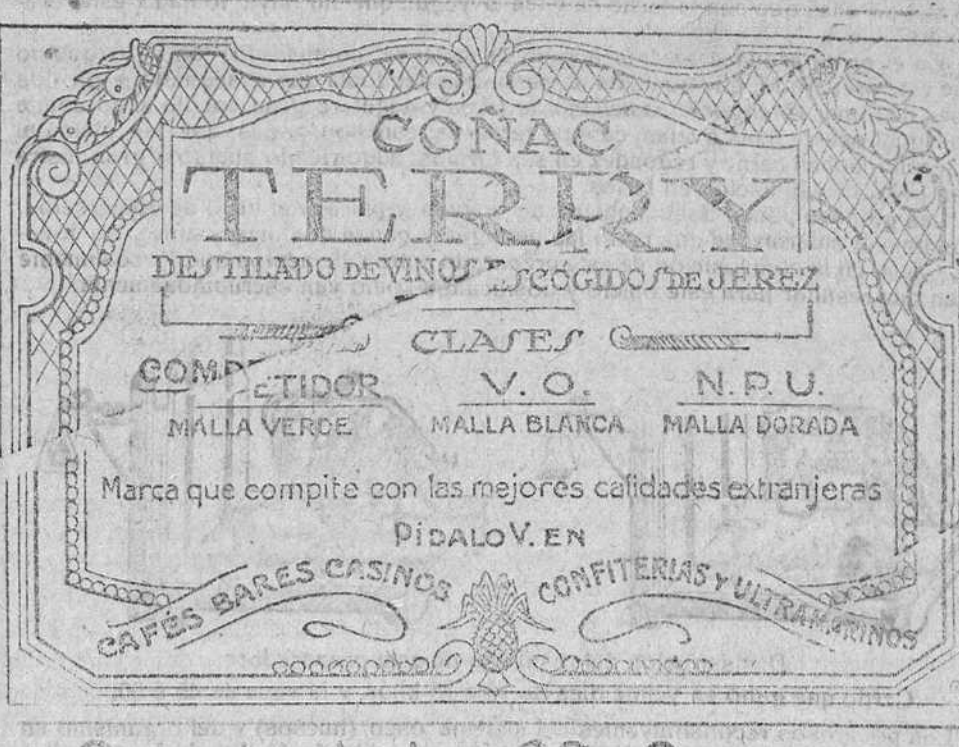 COÑAC
TERRY
DESTILADO DE VINOS ESCOGIDOS DE JEREZ
CLASES
COMPETIDOR V. O. N.P.U.
MALLA VERDE MALLA BLANCA MALLA DORADA
Marca que compite con las mejores calidades extranjeras
PÍDALO V. EN
CAFÉS BARES CASINOS CONFITERIAS Y ULTRAMARINOS